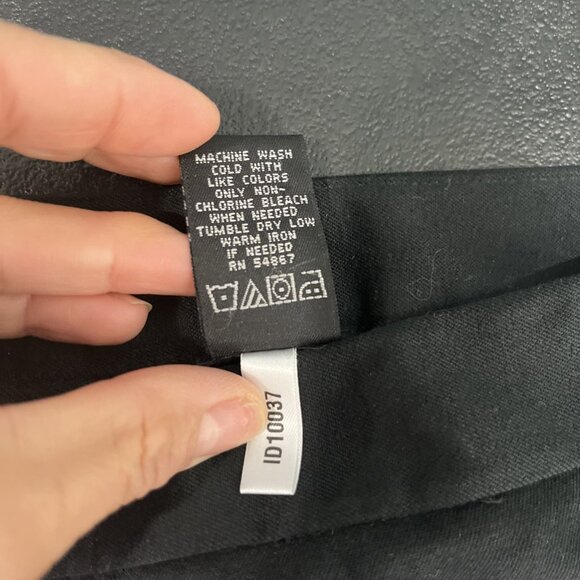 MACHINE WASH
COLD WITH
LIKE COLORS
ONLY NON-
CHLORINE BLEACH
WHEN NEEDED
TUMBLE DRY LOW
WARM IRON
IF NEEDED
RN 54867
ID10037